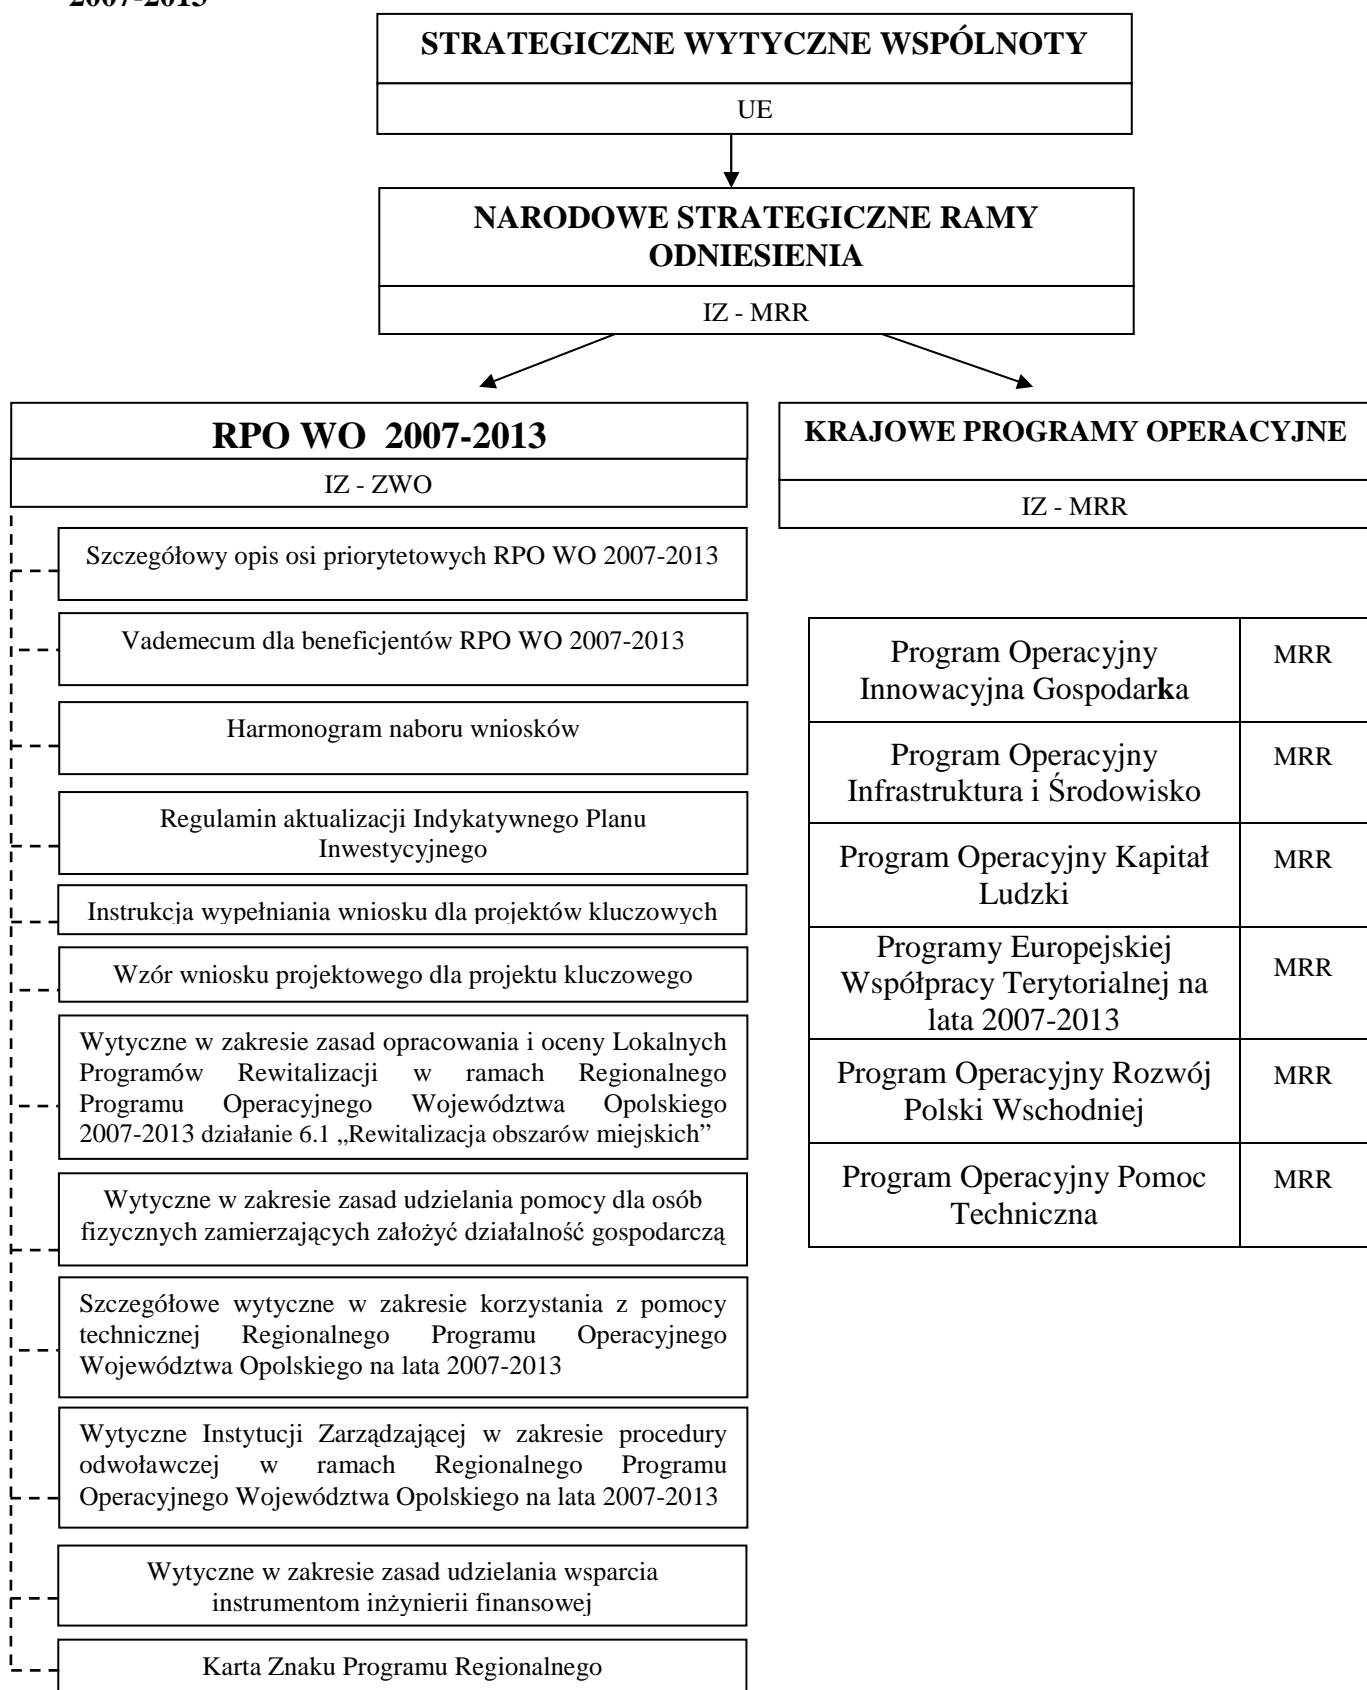 2007-2013
STRATEGICZNE WYTYCZNE WSPÓLNOTY
UE
NARODOWE STRATEGICZNE RAMY
ODNIESIENIA
IZ - MRR
RPO WO 2007-2013
IZ - ZWO
Szczegółowy opis osi priorytetowych RPO WO 2007-2013
Vademecum dla beneficjentów RPO WO 2007-2013
Harmonogram naboru wniosków
Regulamin aktualizacji Indykatywnego Planu
Inwestycyjnego
Instrukcja wypełniania wniosku dla projektów kluczowych
Wzór wniosku projektowego dla projektu kluczowego
Wytyczne w zakresie zasad opracowania i oceny Lokalnych
Programów Rewitalizacji w ramach Regionalnego
Programu Operacyjnego Województwa Opolskiego
2007-2013 działanie 6.1 „Rewitalizacja obszarów miejskich”
Wytyczne w zakresie zasad udzielania pomocy dla osób
fizycznych zamierzających założyć działalność gospodarczą
Szczegółowe wytyczne w zakresie korzystania z pomocy
technicznej Regionalnego Programu Operacyjnego
Województwa Opolskiego na lata 2007-2013
Wytyczne Instytucji Zarządzającej w zakresie procedury
odwoławczej w ramach Regionalnego Programu
Operacyjnego Województwa Opolskiego na lata 2007-2013
Wytyczne w zakresie zasad udzielania wsparcia
instrumentom inżynierii finansowej
Karta Znaku Programu Regionalnego
KRAJOWE PROGRAMY OPERACYJNE
IZ - MRR
Program Operacyjny MRR
Innowacyjna Gospodarka
Program Operacyjny MRR
Infrastruktura i Środowisko
Program Operacyjny Kapitał MRR
Ludzki
Programy Europejskiej MRR
Współpracy Terytorialnej na
lata 2007-2013
Program Operacyjny Rozwój MRR
Polski Wschodniej
Program Operacyjny Pomoc MRR
Techniczna